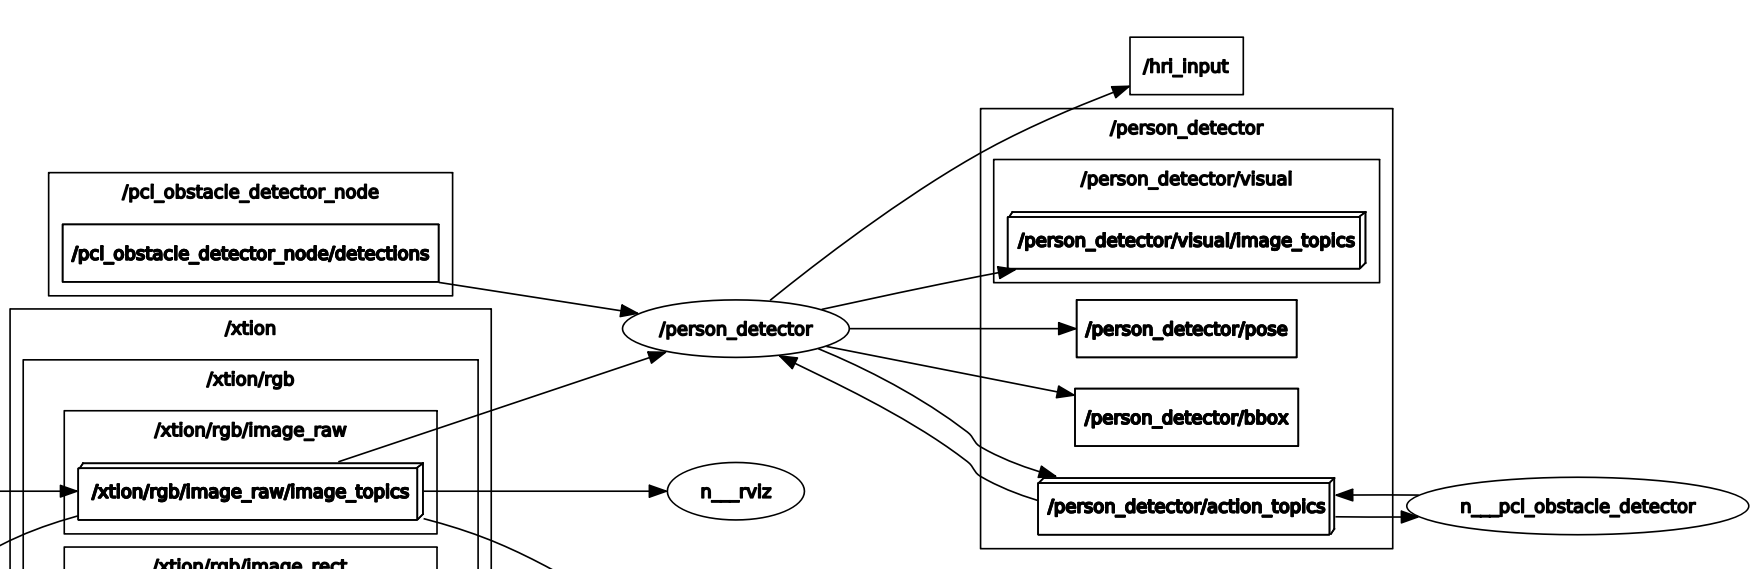 /hri_input
/person_detector
/person_detector/visual
/person_detector/visual/image_topics
/pcl_obstacle_detector_node
/pcl_obstacle_detector_node/detections
/person_detector
/person_detector/pose
/xtion
/xtion/rgb
/person_detector/bbox
/xtion/rgb/image_raw
/xtion/rgb/image_raw/image_topics
n___rviz
/person_detector/action_topics
n___pcl_obstacle_detector
/xtion/rgb/image_rect